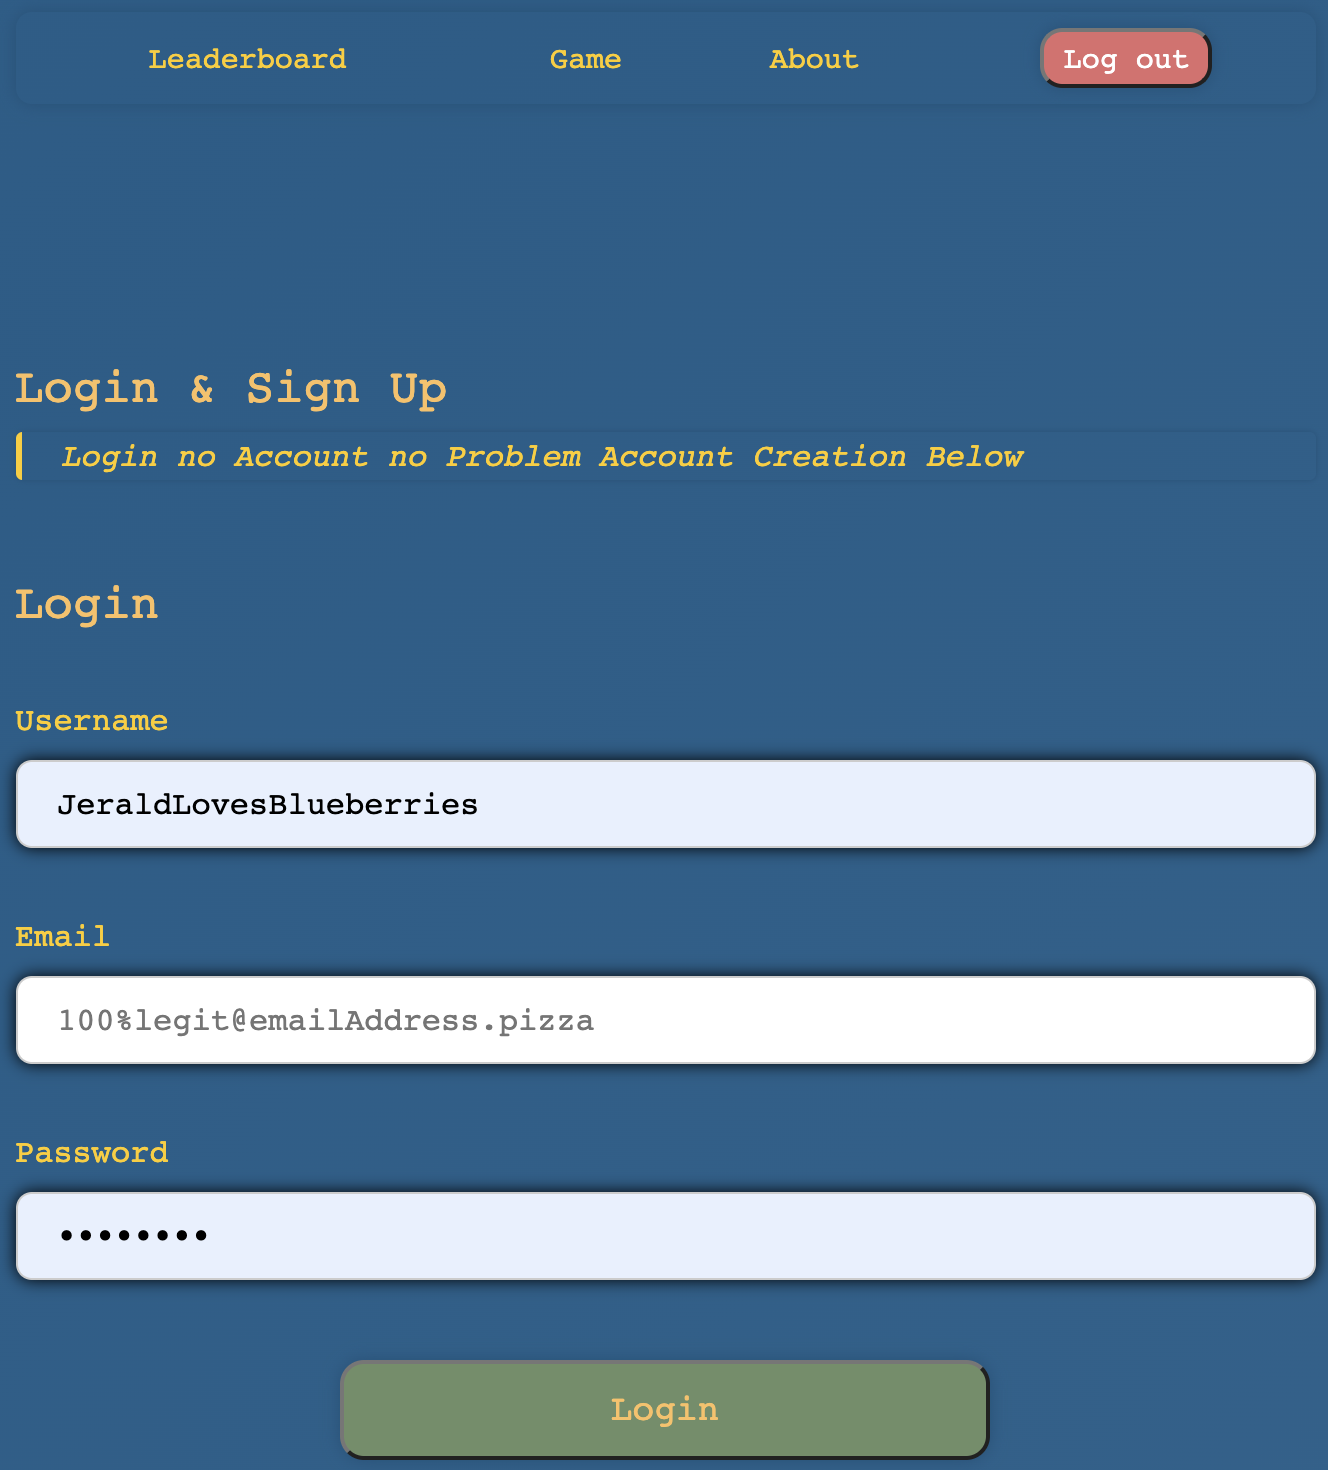 Leaderboard Game About Log out
Login & Sign Up
Login no Account no Problem Account Creation Below
Login
Username
JeraldLovesBlueberries
Email
100%legit@emailAddress.pizza
Password
••••••••
Login